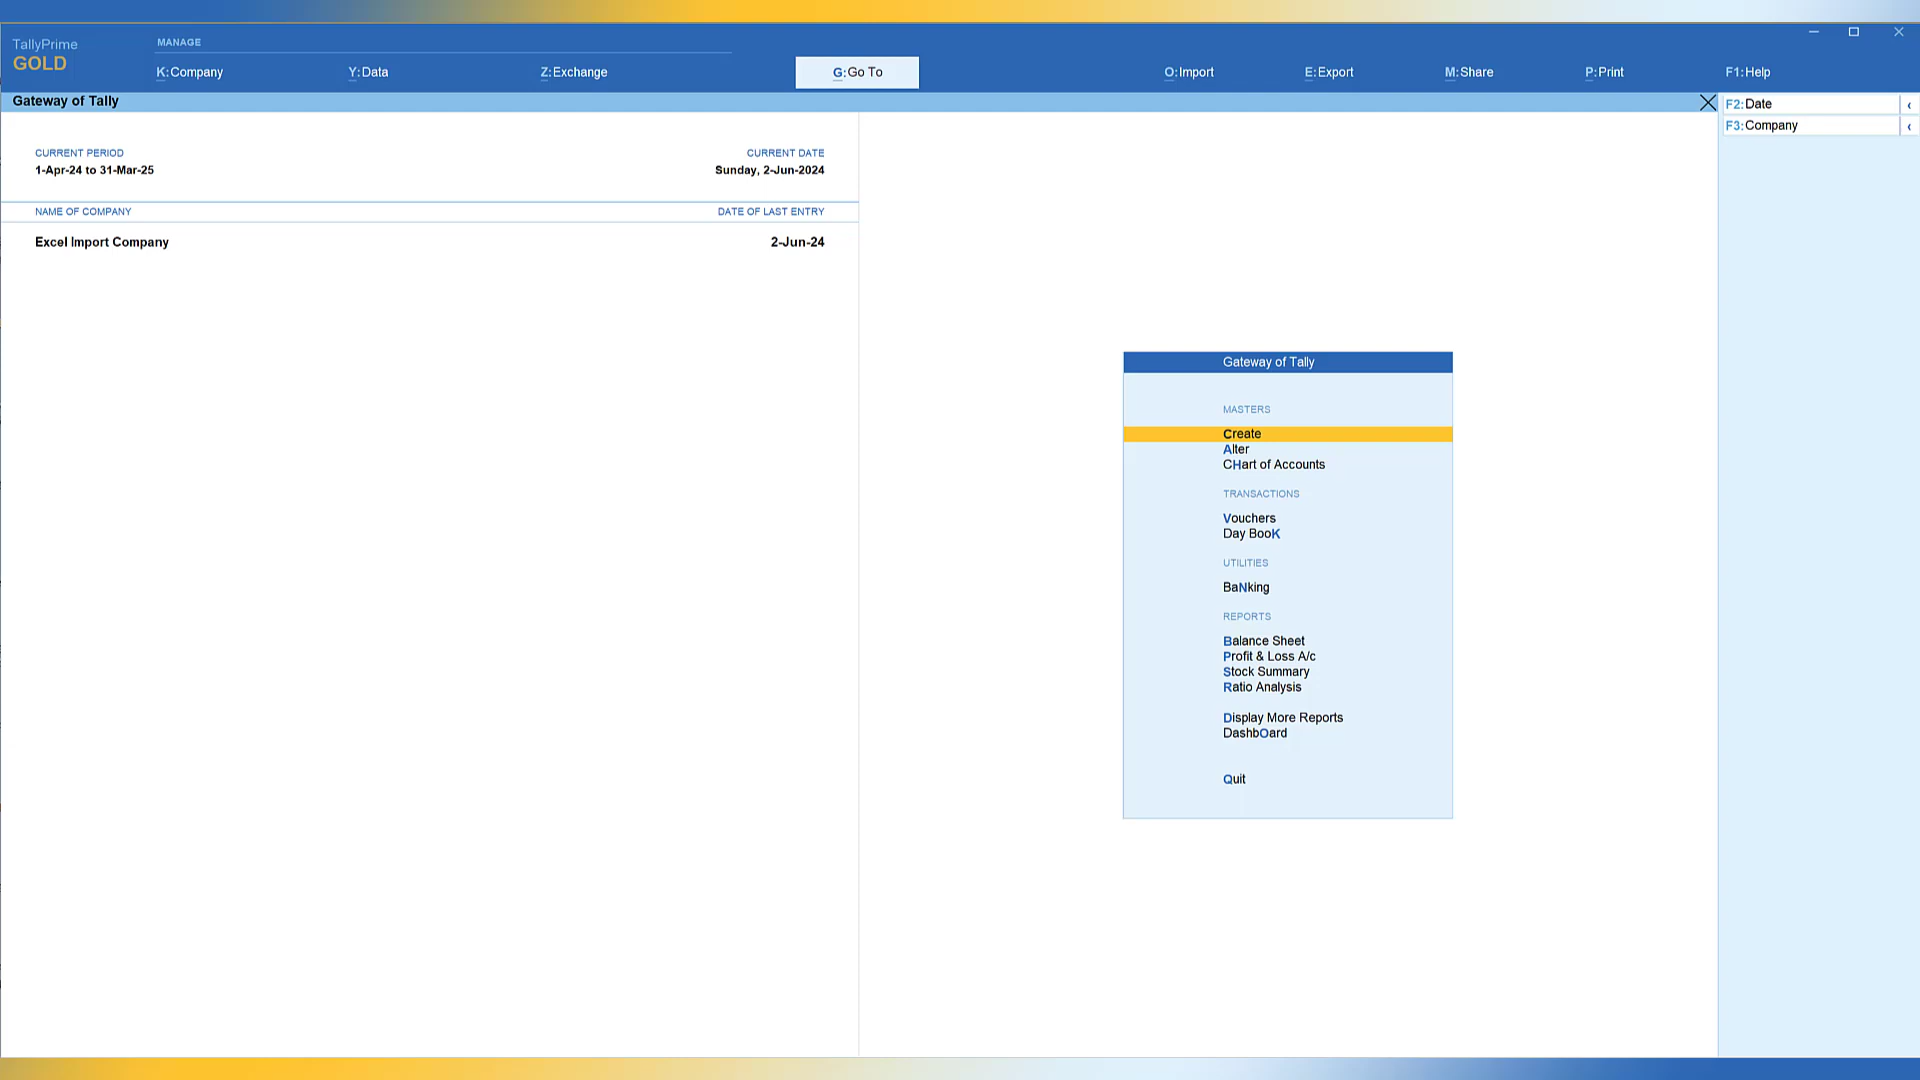 TallyPrime
GOLD
MANAGE
K:Company Y:Data Z:Exchange G:Go To O:Import E:Export M:Share P:Print F1:Help
Gateway of Tally
F2:Date
F3:Company
CURRENT PERIOD CURRENT DATE
1-Apr-24 to 31-Mar-25 Sunday, 2-Jun-2024
NAME OF COMPANY DATE OF LAST ENTRY
Excel Import Company 2-Jun-24
Gateway of Tally
MASTERS
Create
Alter
CHart of Accounts
TRANSACTIONS
Vouchers
Day BooK
UTILITIES
BaNking
REPORTS
Balance Sheet
Profit & Loss A/c
Stock Summary
Ratio Analysis
Display More Reports
DashbOard
Quit